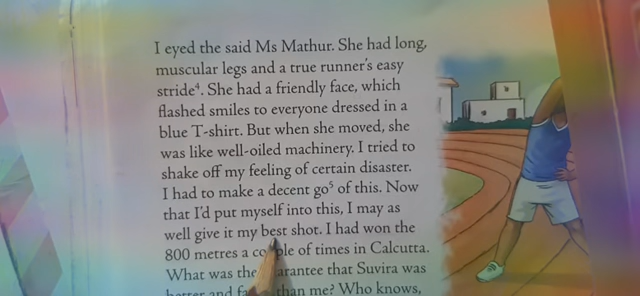 I eyed the said Ms Mathur. She had long,
muscular legs and a true runner's easy
stride⁴. She had a friendly face, which
flashed smiles to everyone dressed in a
blue T-shirt. But when she moved, she
was like well-oiled machinery. I tried to
shake off my feeling of certain disaster.
I had to make a decent go⁵ of this. Now
that I'd put myself into this, I may as
well give it my best shot. I had won the
800 metres a couple of times in Calcutta.
What was the guarantee that Suvira was
better and than me? Who knows,